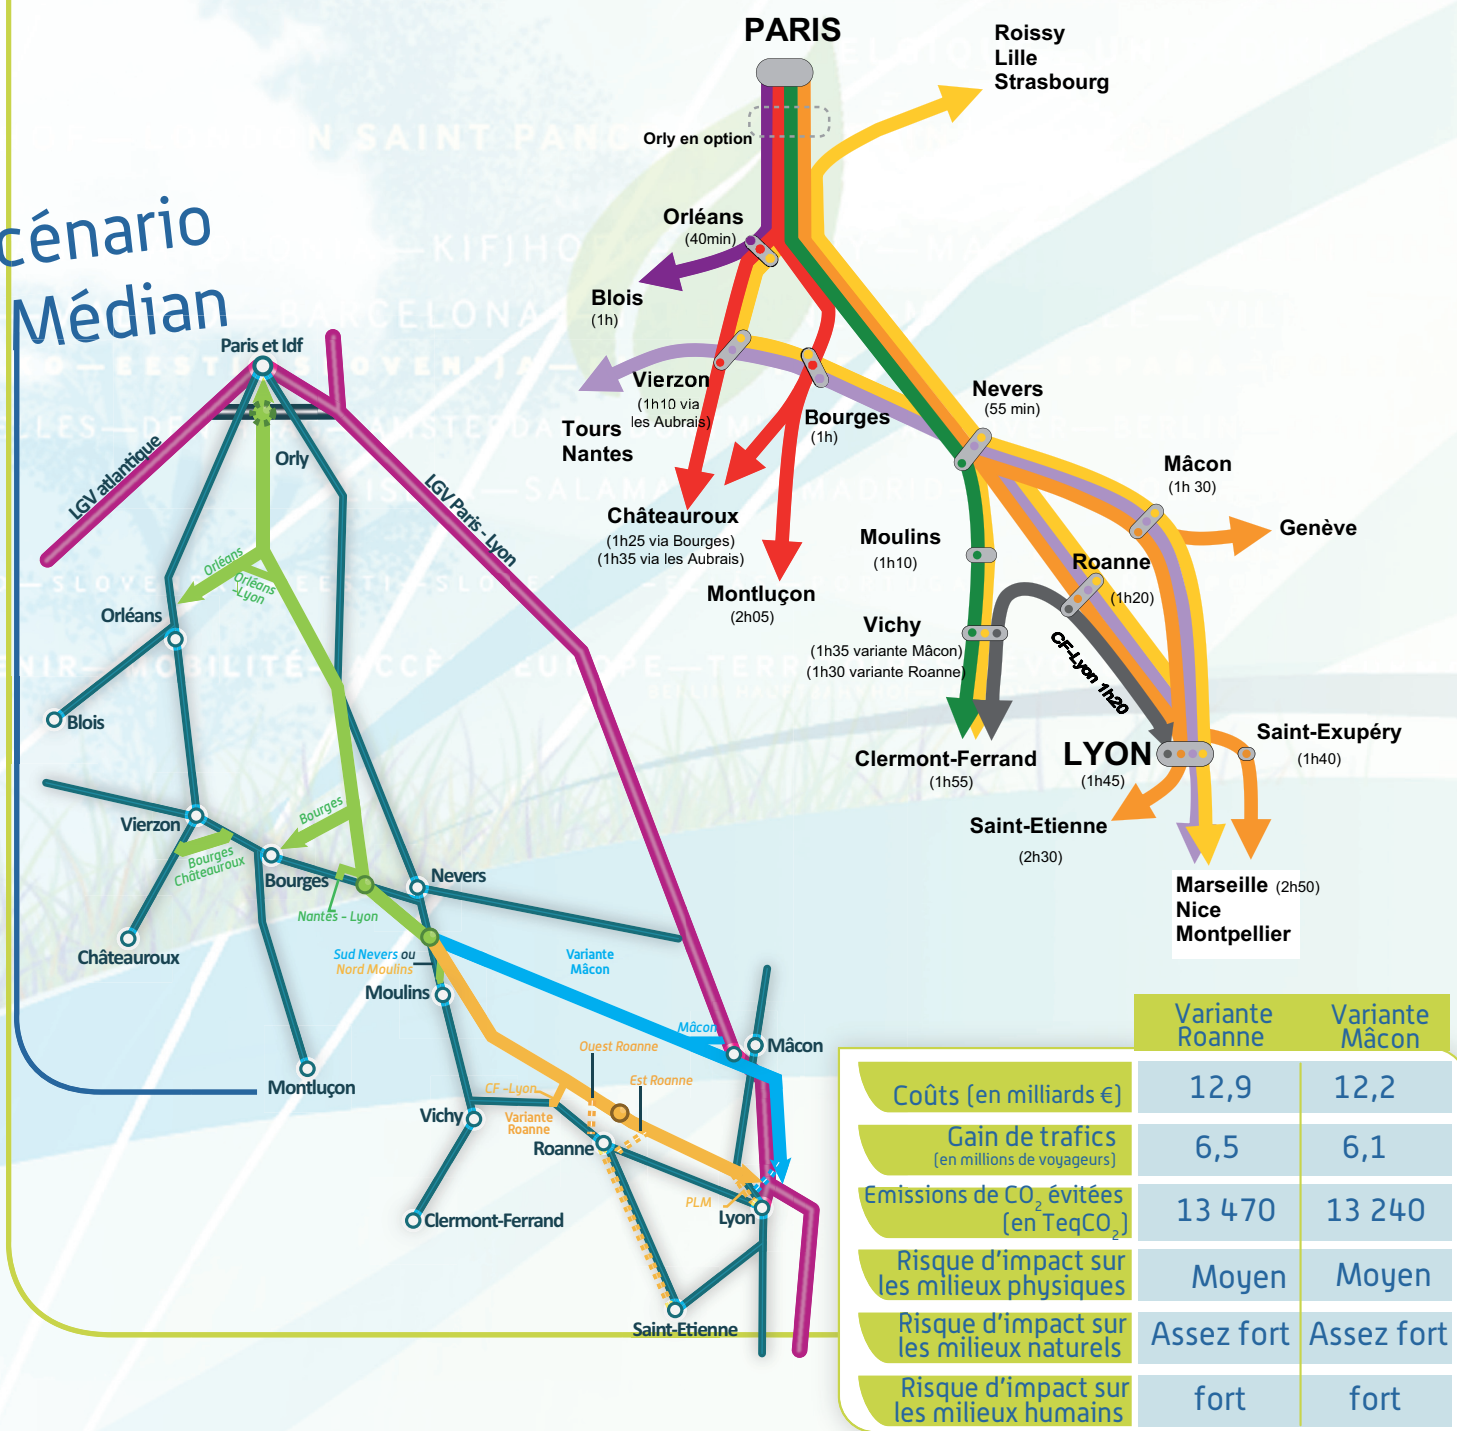 PARIS
Roissy
Lille
Strasbourg
Orly en option
Orléans
(40min)
Blois
(1h)
Vierzon
(1h10 via
les Aubrais)
Tours
Nantes
Bourges
(1h)
Nevers
(55 min)
Châteauroux
(1h25 via Bourges)
(1h35 via les Aubrais)
Montluçon
(2h05)
Mâcon
(1h 30)
Genève
Moulins
(1h10)
Roanne
(1h20)
Vichy
(1h35 variante Mâcon)
(1h30 variante Roanne)
CF-Lyon 1h20
Clermont-Ferrand
(1h55)
LYON
(1h45)
Saint-Exupéry
(1h40)
Saint-Etienne
(2h30)
Marseille (2h50)
Nice
Montpellier
cénario
Médian
Paris et Idf
LGV atlantique
Orly
LGV Paris - Lyon
Orléans
Orléans
-Lyon
Orléans
Blois
Vierzon
Bourges
Bourges
Châteauroux
Bourges
Nevers
Nantes - Lyon
Châteauroux
Sud Nevers ou
Nord Moulins
Variante
Mâcon
Moulins
Mâcon
Mâcon
Montluçon
Ouest Roanne
Est Roanne
CF -Lyon
Variante
Roanne
Vichy
Roanne
PLM
Lyon
Clermont-Ferrand
Saint-Etienne
Variante
Roanne
Variante
Mâcon
Coûts (en milliards €) 12,9 12,2
Gain de trafics
(en millions de voyageurs) 6,5 6,1
Emissions de CO2 évitées
(en TeqCO2) 13 470 13 240
Risque d'impact sur
les milieux physiques Moyen Moyen
Risque d'impact sur
les milieux naturels Assez fort Assez fort
Risque d'impact sur
les milieux humains fort fort